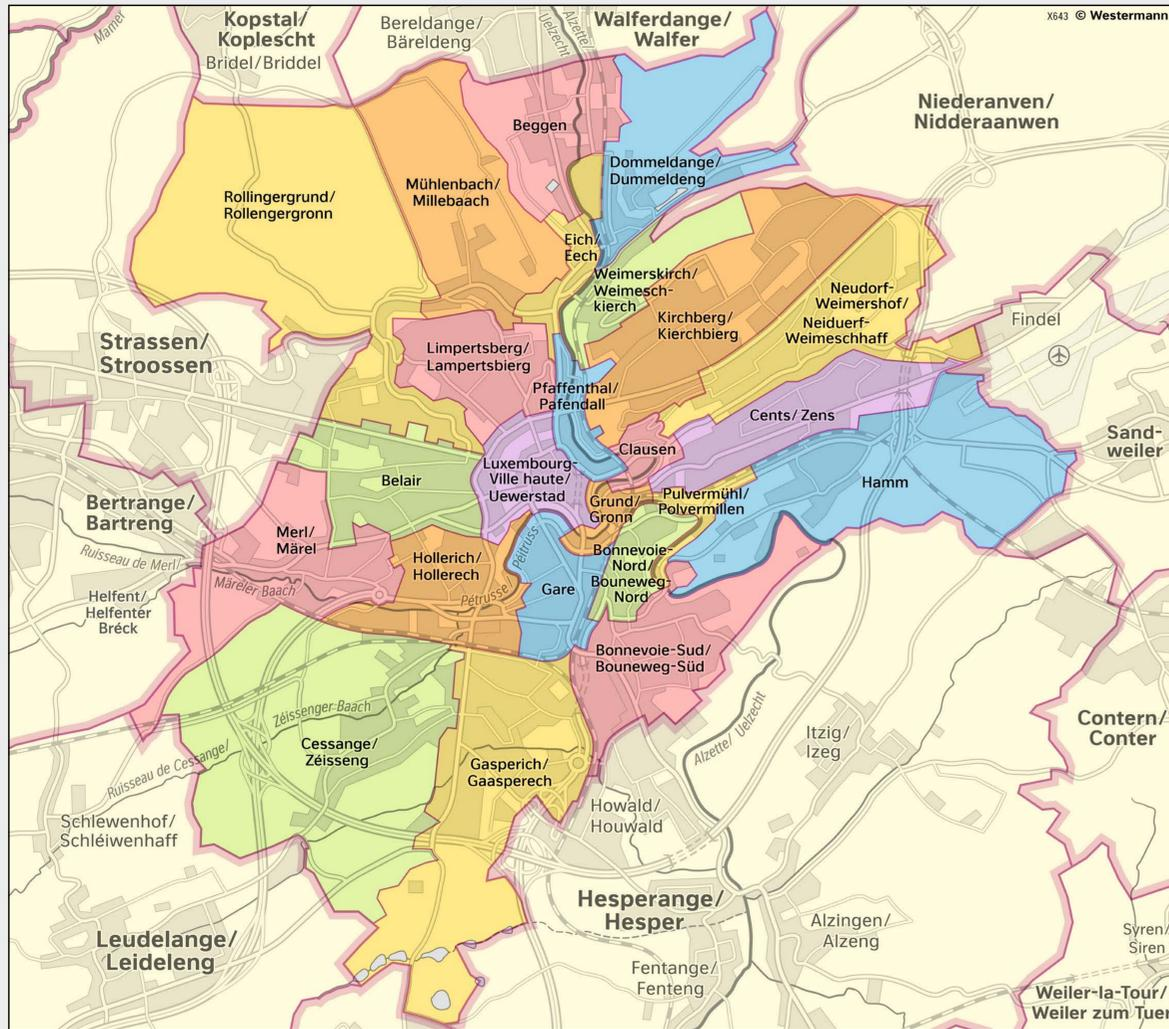 Kopstal/
Koplescht
Bridel/Briddel
Bereldange/
Bäreldeng
Walferdange/
Walfer
X643 © Westermann
Mamer
Uelzecht
Alzette/
Niederanven/
Nidderaanwen
Beggen
Dommeldange/
Dummeldeng
Rollingergrund/
Rollengergronn
Mühlenbach/
Millebaach
Eich/
Eech
Weimerskirch/
Weimesch-
kierch
Kirchberg/
Kierchbierg
Neudorf-
Weimershof/
Neiduerf-
Weimeschhaff
Findel
Strassen/
Stroossen
Limpertsberg/
Lampertsbierg
Pfaffenthal/
Pafendall
Cents/Zens
Clausen
Sand-
weiler
Belair
Luxembourg-
Ville haute/
Uewerstad
Hamm
Grund/
Gronn
Pulvermühl/
Polvermillen
Bertrange/
Bartreng
Merl/
Märel
Ruisseau de Merl/
Märeler Baach
Hollerich/
Hollerech
Pétruss
Pétrusse
Gare
Bonnevoie-
Nord/
Bouneweg-
Nord
Helfent/
Helfenter
Bréck
Bonnevoie-Sud/
Bouneweg-Süd
Zéissenger Baach
Ruisseau de Cessange/
Cessange/
Zéisseng
Gasperich/
Gaasperech
Alzette/ Uelzecht
Itzig/
Izeg
Contern/
Conter
Schlewenhof/
Schléiwenhaff
Howald/
Houwald
Hesperange/
Hesper
Alzingen/
Alzeng
Leudelange/
Leideleng
Fentange/
Fenteng
Syren/
Siren
Weiler-la-Tour/
Weiler zum Tuer